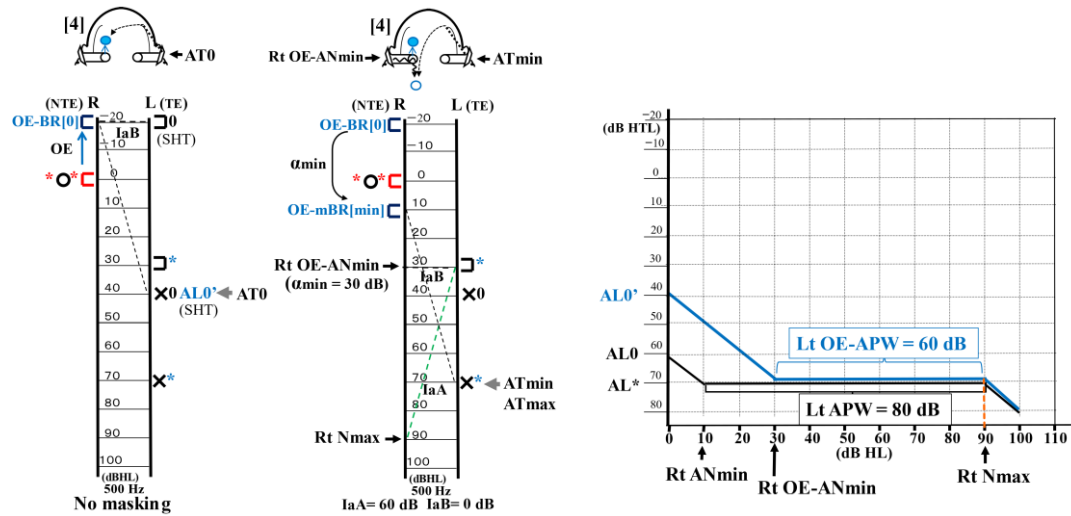 [4]
AT0
(NTE) R
L (TE)
OE-BR[0]
-20
0
IaB
(SHT)
OE
-10
* O *
0
10
20
30
*
40
0 AL0’
AT0
(SHT)
50
60
70
*
80
90
100
(dBHL)
500 Hz
No masking
[4]
Rt OE-ANmin
ATmin
(NTE) R
L (TE)
OE-BR[0]
-20
-10
αmin
* O *
0
OE-mBR[min]
10
20
Rt OE-ANmin
30
*
(αmin = 30 dB)
IaB
40
0
50
60
70
*
ATmin
IaA
ATmax
80
Rt Nmax
90
100
(dBHL)
500 Hz
IaA= 60 dB IaB= 0 dB
-20
(dB HTL)
-10
0
10
20
30
AL0’
40
50
Lt OE-APW = 60 dB
AL0
60
AL*
70
Lt APW = 80 dB
80
0 10 20 30 40 50 60 70 80 90 100 110
(dB HL)
Rt ANmin
Rt OE-ANmin
Rt Nmax